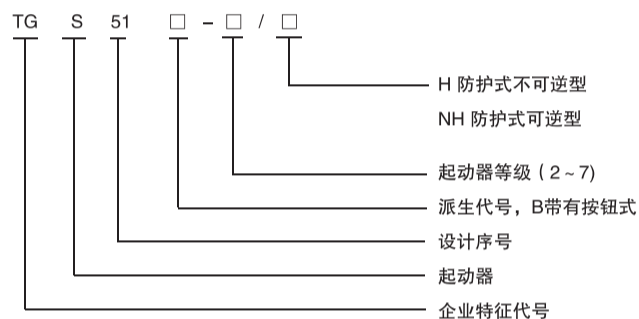 TG S 51 □ - □ / □
H 防护式不可逆型
NH 防护式可逆型
起动器等级（2~7)
派生代号，B带有按钮式
设计序号
起动器
企业特征代号